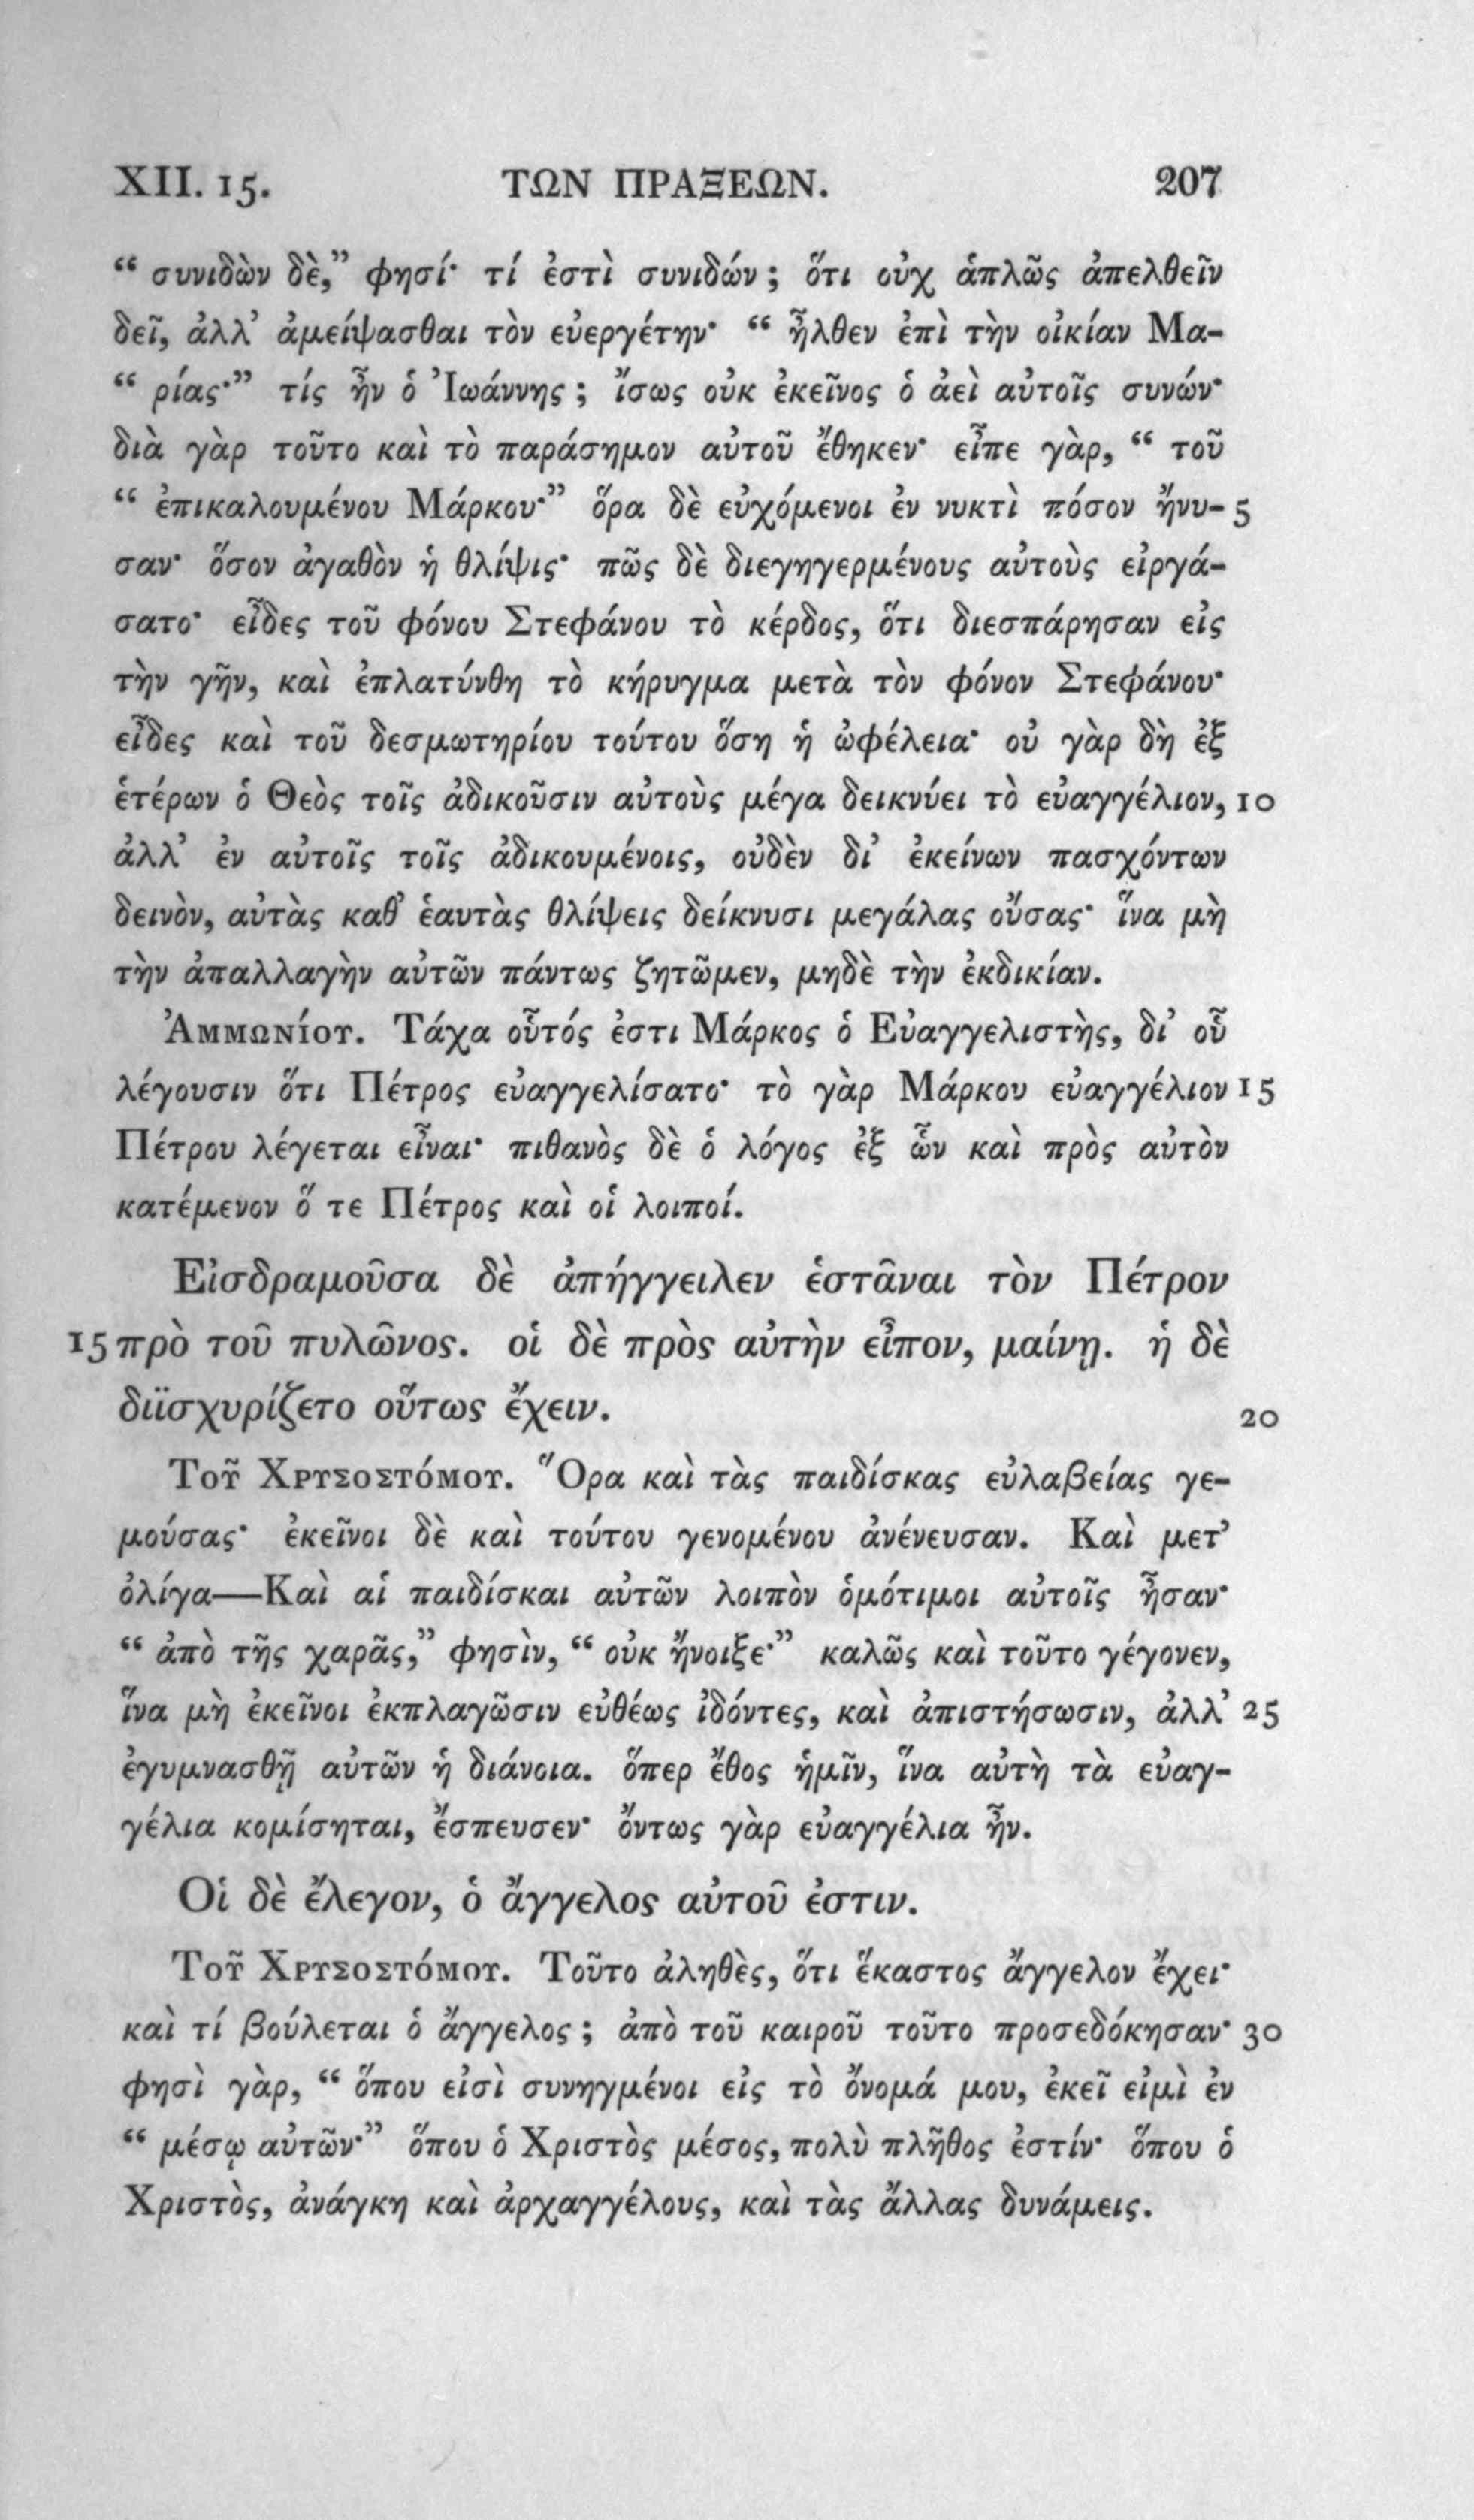 XII. 15. ΤΩΝ ΠΡΑΞΕΩΝ. 207
“ συνιδὼν δὲ,” φησί· τί ἐστὶ συνιδών ; ὅτι οὐχ ἁπλῶς ἀπελθεῖν
δεῖ, ἀλλ’ ἀμείψασθαι τὸν εὐεργέτην· “ ἦλθεν ἐπὶ τὴν οἰκίαν Μα-
“ ρίας·” τίς ἦν ὁ Ἰωάννης ; ἴσως οὐκ ἐκεῖνος ὁ ἀεὶ αὐτοῖς συνών·
διὰ γὰρ τοῦτο καὶ τὸ παράσημον αὐτοῦ ἔθηκεν· εἶπε γὰρ, “ τοῦ
“ ἐπικαλουμένου Μάρκου·” ὅρα δὲ εὐχόμενοι ἐν νυκτὶ πόσον ἤνυ- 5
σαν· ὅσον ἀγαθὸν ἡ θλίψις· πῶς δὲ διεγηγερμένους αὐτοὺς εἰργά-
σατο· εἶδες τοῦ φόνου Στεφάνου τὸ κέρδος, ὅτι διεσπάρησαν εἰς
τὴν γῆν, καὶ ἐπλατύνθη τὸ κήρυγμα μετὰ τὸν φόνον Στεφάνου·
εἶδες καὶ τοῦ δεσμωτηρίου τούτου ὅση ἡ ὠφέλεια· οὐ γὰρ δὴ ἐξ
ἑτέρων ὁ Θεὸς τοῖς ἀδικοῦσιν αὐτοὺς μέγα δεικνύει τὸ εὐαγγέλιον, 10
ἀλλ’ ἐν αὐτοῖς τοῖς ἀδικουμένοις, οὐδὲν δι’ ἐκείνων πασχόντων
δεινὸν, αὐτὰς καθ’ ἑαυτὰς θλίψεις δείκνυσι μεγάλας οὔσας· ἵνα μὴ
τὴν ἀπαλλαγὴν αὐτῶν πάντως ζητῶμεν, μηδὲ τὴν ἐκδικίαν.
Ἀμμωνίου. Τάχα οὗτός ἐστι Μάρκος ὁ Εὐαγγελιστὴς, δι’ οὗ
λέγουσιν ὅτι Πέτρος εὐαγγελίσατο· τὸ γὰρ Μάρκου εὐαγγέλιον 15
Πέτρου λέγεται εἶναι· πιθανὸς δὲ ὁ λόγος ἐξ ὧν καὶ πρὸς αὐτὸν
κατέμενον ὅ τε Πέτρος καὶ οἱ λοιποί.
Εἰσδραμοῦσα δὲ ἀπήγγειλεν ἑστᾶναι τὸν Πέτρον
15 πρὸ τοῦ πυλῶνος. οἱ δὲ πρὸς αὐτὴν εἶπον, μαίνῃ. ἡ δὲ
διϊσχυρίζετο οὕτως ἔχειν. 20
Τοῦ Χρυσοστόμου. Ὅρα καὶ τὰς παιδίσκας εὐλαβείας γε-
μούσας· ἐκεῖνοι δὲ καὶ τούτου γενομένου ἀνένευσαν. Καὶ μετ’
ὀλίγα—Καὶ αἱ παιδίσκαι αὐτῶν λοιπὸν ὁμότιμοι αὐτοῖς ἦσαν·
“ ἀπὸ τῆς χαρᾶς,” φησὶν, “ οὐκ ἤνοιξε·” καλῶς καὶ τοῦτο γέγονεν,
ἵνα μὴ ἐκεῖνοι ἐκπλαγῶσιν εὐθέως ἰδόντες, καὶ ἀπιστήσωσιν, ἀλλ’ 25
ἐγυμνασθῇ αὐτῶν ἡ διάνοια. ὅπερ ἔθος ἡμῖν, ἵνα αὐτὴ τὰ εὐαγ-
γέλια κομίσηται, ἔσπευσεν· ὄντως γὰρ εὐαγγέλια ἦν.
Οἱ δὲ ἔλεγον, ὁ ἄγγελος αὐτοῦ ἐστιν.
Τοῦ Χρυσοστόμου. Τοῦτο ἀληθὲς, ὅτι ἕκαστος ἄγγελον ἔχει·
καὶ τί βούλεται ὁ ἄγγελος ; ἀπὸ τοῦ καιροῦ τοῦτο προσεδόκησαν· 30
φησὶ γὰρ, “ ὅπου εἰσὶ συνηγμένοι εἰς τὸ ὄνομά μου, ἐκεῖ εἰμὶ ἐν
“ μέσῳ αὐτῶν·” ὅπου ὁ Χριστὸς μέσος, πολὺ πλῆθος ἐστίν· ὅπου ὁ
Χριστὸς, ἀνάγκη καὶ ἀρχαγγέλους, καὶ τὰς ἄλλας δυνάμεις.